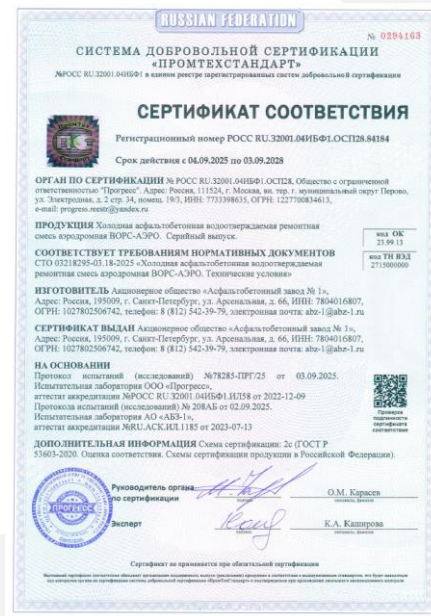 RUSSIAN FEDERATION
№ 0294163
СИСТЕМА ДОБРОВОЛЬНОЙ СЕРТИФИКАЦИИ
«ПРОМТЕХСТАНДАРТ»
№РОСС RU.32001.04ИБФ1 в едином реестре зарегистрированных систем добровольной сертификации
СЕРТИФИКАТ СООТВЕТСТВИЯ
Регистрационный номер РОСС RU.32001.04ИБФ1.ОСП28.84184
Срок действия с 04.09.2025 по 03.09.2028
ОРГАН ПО СЕРТИФИКАЦИИ № РОСС RU.32001.04ИБФ1.ОСП28, Общество с ограниченной
ответственностью "Прогресс". Адрес: Россия, 111524, г. Москва, вн. тер. г. муниципальный округ Перово,
ул. Электродная, д. 2 стр. 34, помещ. 19/3, ИНН: 7733398635, ОГРН: 1227700834613,
e-mail: progress.reestr@yandex.ru
ПРОДУКЦИЯ Холодная асфальтобетонная водоотверждаемая ремонтная
смесь аэродромная ВОРС-АЭРО. Серийный выпуск.
код ОК
23.99.13
СООТВЕТСТВУЕТ ТРЕБОВАНИЯМ НОРМАТИВНЫХ ДОКУМЕНТОВ
СТО 03218295-03.18-2025 «Холодная асфальтобетонная водоотверждаемая
ремонтная смесь аэродромная ВОРС-АЭРО. Технические условия»
код ТН ВЭД
2715000000
ИЗГОТОВИТЕЛЬ Акционерное общество «Асфальтобетонный завод № 1»,
Адрес: Россия, 195009, г. Санкт-Петербург, ул. Арсенальная, д. 66, ИНН: 7804016807,
ОГРН: 1027802506742, телефон: 8 (812) 542-39-79, электронная почта: abz-1@abz-1.ru
СЕРТИФИКАТ ВЫДАН Акционерное общество «Асфальтобетонный завод № 1»,
Адрес: Россия, 195009, г. Санкт-Петербург, ул. Арсенальная, д. 66, ИНН: 7804016807,
ОГРН: 1027802506742, телефон: 8 (812) 542-39-79, электронная почта: abz-1@abz-1.ru
НА ОСНОВАНИИ
Протокол испытаний (исследований) №78285-ПРГ/25 от 03.09.2025.
Испытательная лаборатория ООО «Прогресс»,
аттестат аккредитации №РОСС RU.32001.04ИБФ1.ИЛ58 от 2022-12-09
Протокола испытаний (исследований) № 208АБ от 02.09.2025.
Испытательная лаборатория АО «АБЗ-1»,
аттестат аккредитации №RU.АСК.ИЛ.1185 от 2023-07-13
Проверка
подлинности
сертификата
соответствия
ДОПОЛНИТЕЛЬНАЯ ИНФОРМАЦИЯ Схема сертификации: 2с (ГОСТ Р
53603-2020. Оценка соответствия. Схемы сертификации продукции в Российской Федерации).
Руководитель органа
по сертификации
О.М. Карасев
ПРОГРЕСС
Эксперт
К.А. Каширова
Сертификат не применяется при обязательной сертификации